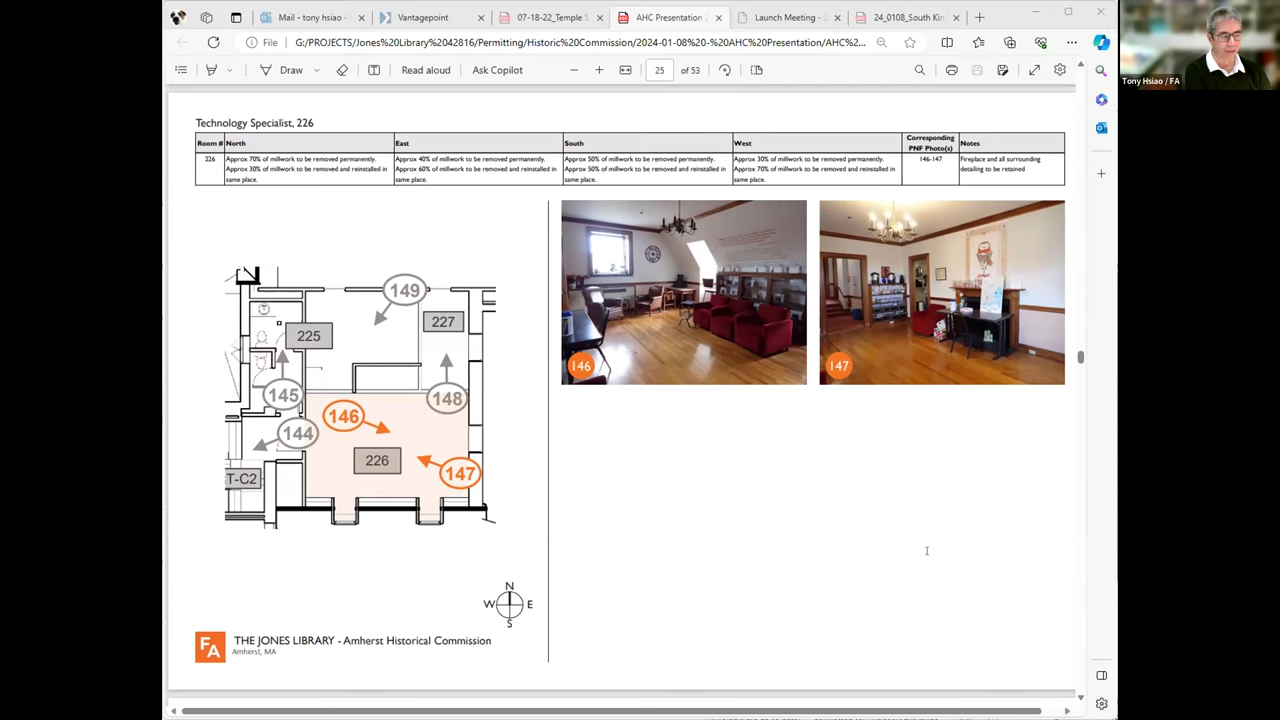 Mail - tony hsiao -
Vantagepoint
07-18-22_Temple S
AHC Presentation 2
Launch Meeting - 2
24_0108_South Kin
File
G:/PROJECTS/Jones%20Library%2042816/Permitting/Historic%20Commission/2024-01-08%20-%20AHC%20Presentation/AHC%...
Draw
Read aloud
Ask Copilot
25 of 53
Tony Hsiao / FA
Technology Specialist, 226
Room # North East South West Corresponding PNF Photo(s) Notes
226
Approx 70% of millwork to be removed permanently.
Approx 30% of millwork to be removed and reinstalled in
same place.
Approx 40% of millwork to be removed permanently.
Approx 60% of millwork to be removed and reinstalled in
same place.
Approx 50% of millwork to be removed permanently.
Approx 50% of millwork to be removed and reinstalled in
same place.
Approx 30% of millwork to be removed permanently.
Approx 70% of millwork to be removed and reinstalled in
same place.
146-147
Fireplace and all surrounding
detailing to be retained
149
225
227
145
148
146
144
226
147
T-C2
146
147
N
W E
S
FA
THE JONES LIBRARY - Amherst Historical Commission
Amherst, MA